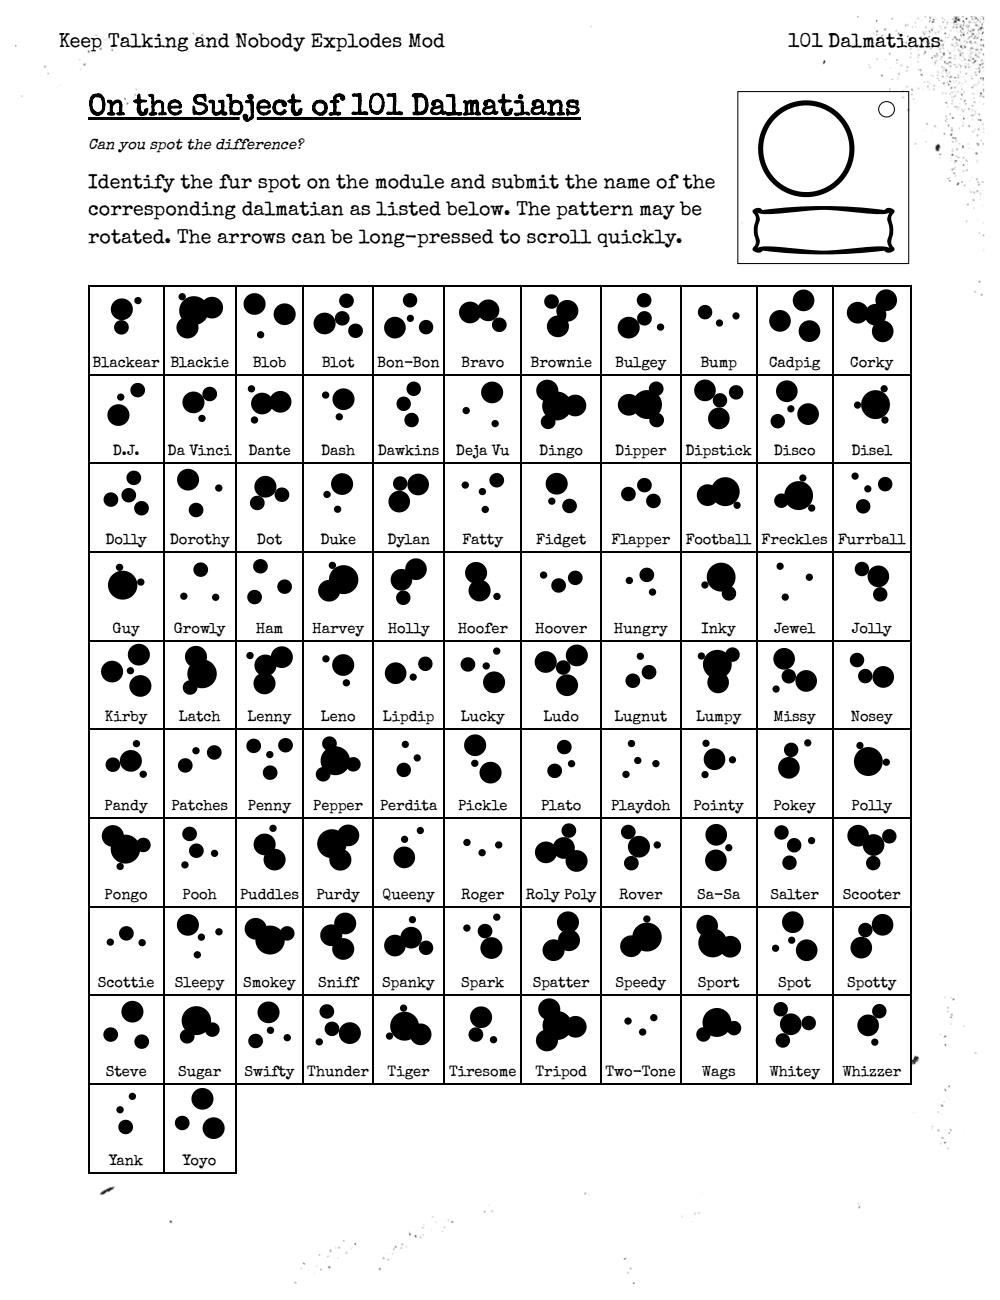 Keep Talking and Nobody Explodes Mod 101 Dalmatians
On the Subject of 101 Dalmatians
Can you spot the difference?
Identify the fur spot on the module and submit the name of the
corresponding dalmatian as listed below. The pattern may be
rotated. The arrows can be long-pressed to scroll quickly.
Blackear Blackie Blob Blot Bon-Bon Bravo Brownie Bulgey Bump Cadpig Corky
D.J. Da Vinci Dante Dash Dawkins Deja Vu Dingo Dipper Dipstick Disco Disel
Dolly Dorothy Dot Duke Dylan Fatty Fidget Flapper Football Freckles Furrball
Guy Growly Ham Harvey Holly Hoofer Hoover Hungry Inky Jewel Jolly
Kirby Latch Lenny Leno Lipdip Lucky Ludo Lugnut Lumpy Missy Nosey
Pandy Patches Penny Pepper Perdita Pickle Plato Playdoh Pointy Pokey Polly
Pongo Pooh Puddles Purdy Queeny Roger Roly Poly Rover Sa-Sa Salter Scooter
Scottie Sleepy Smokey Sniff Spanky Spark Spatter Speedy Sport Spot Spotty
Steve Sugar Swifty Thunder Tiger Tiresome Tripod Two-Tone Wags Whitey Whizzer
Yank Yoyo